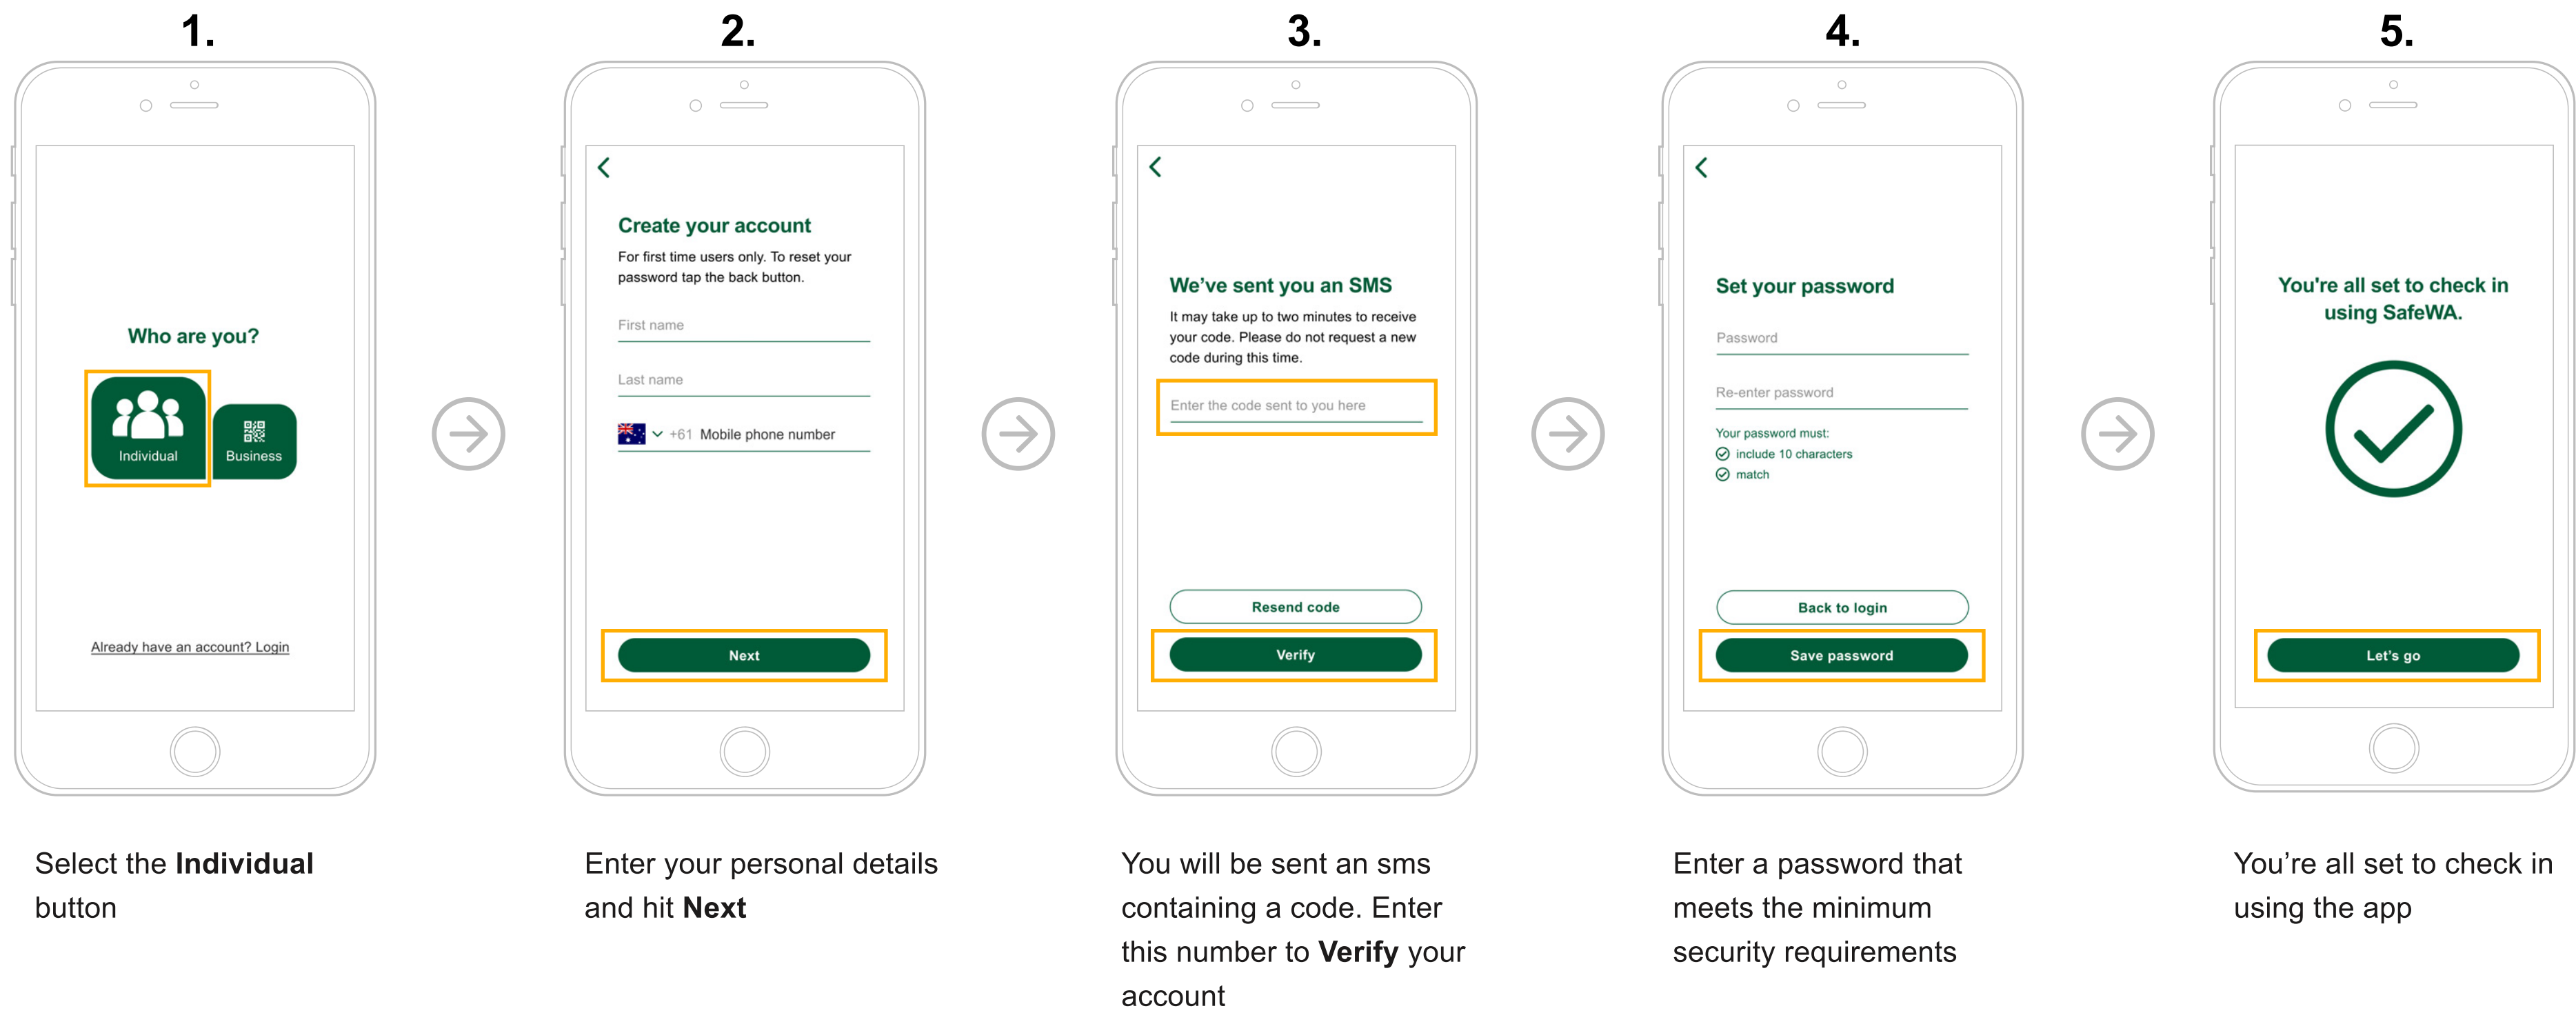 1.
Who are you?
Individual
Business
Already have an account? Login
Select the Individual
button
2.
Create your account
For first time users only. To reset your
password tap the back button.
First name
Last name
+61 Mobile phone number
Next
Enter your personal details
and hit Next
3.
We’ve sent you an SMS
It may take up to two minutes to receive
your code. Please do not request a new
code during this time.
Enter the code sent to you here
Resend code
Verify
You will be sent an sms
containing a code. Enter
this number to Verify your
account
4.
Set your password
Password
Re-enter password
Your password must:
include 10 characters
match
Back to login
Save password
Enter a password that
meets the minimum
security requirements
5.
You're all set to check in
using SafeWA.
Let’s go
You’re all set to check in
using the app